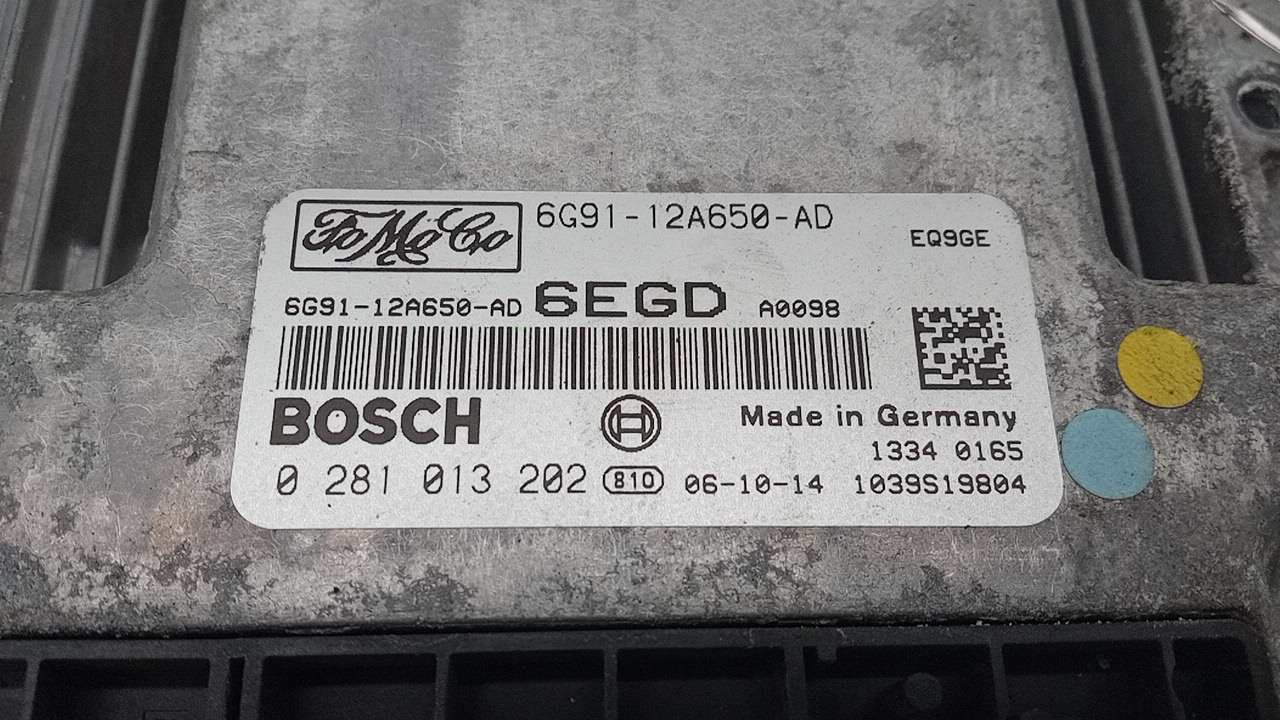 FoMoCo 6G91-12A650-AD EQ9GE
6G91-12A650-AD 6EGD A0098
BOSCH H Made in Germany
1334 0165
0 281 013 202 810 06-10-14 1039S19804